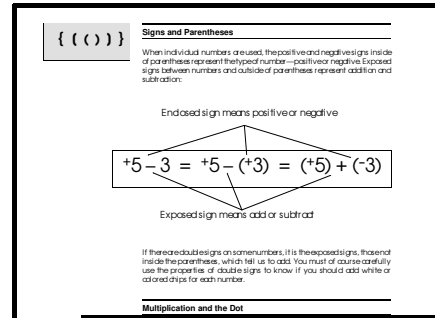 { ( ( ) ) }
Signs and Parentheses
When individual numbers are used, the positive and negative signs inside
of parentheses represent the type of number—positive or negative. Exposed
signs between numbers and outside of parentheses represent addition and
subtraction:
Enclosed sign means positive or negative
⁺5 – 3 = ⁺5 – (⁺3) = (⁺5) + (⁻3)
Exposed sign means add or subtract
If there are double signs on some numbers, it is the exposed signs, those not
inside the parentheses, which tell us to add. You must of course carefully
use the properties of double signs to know if you should add white or
colored chips for each number.
Multiplication and the Dot